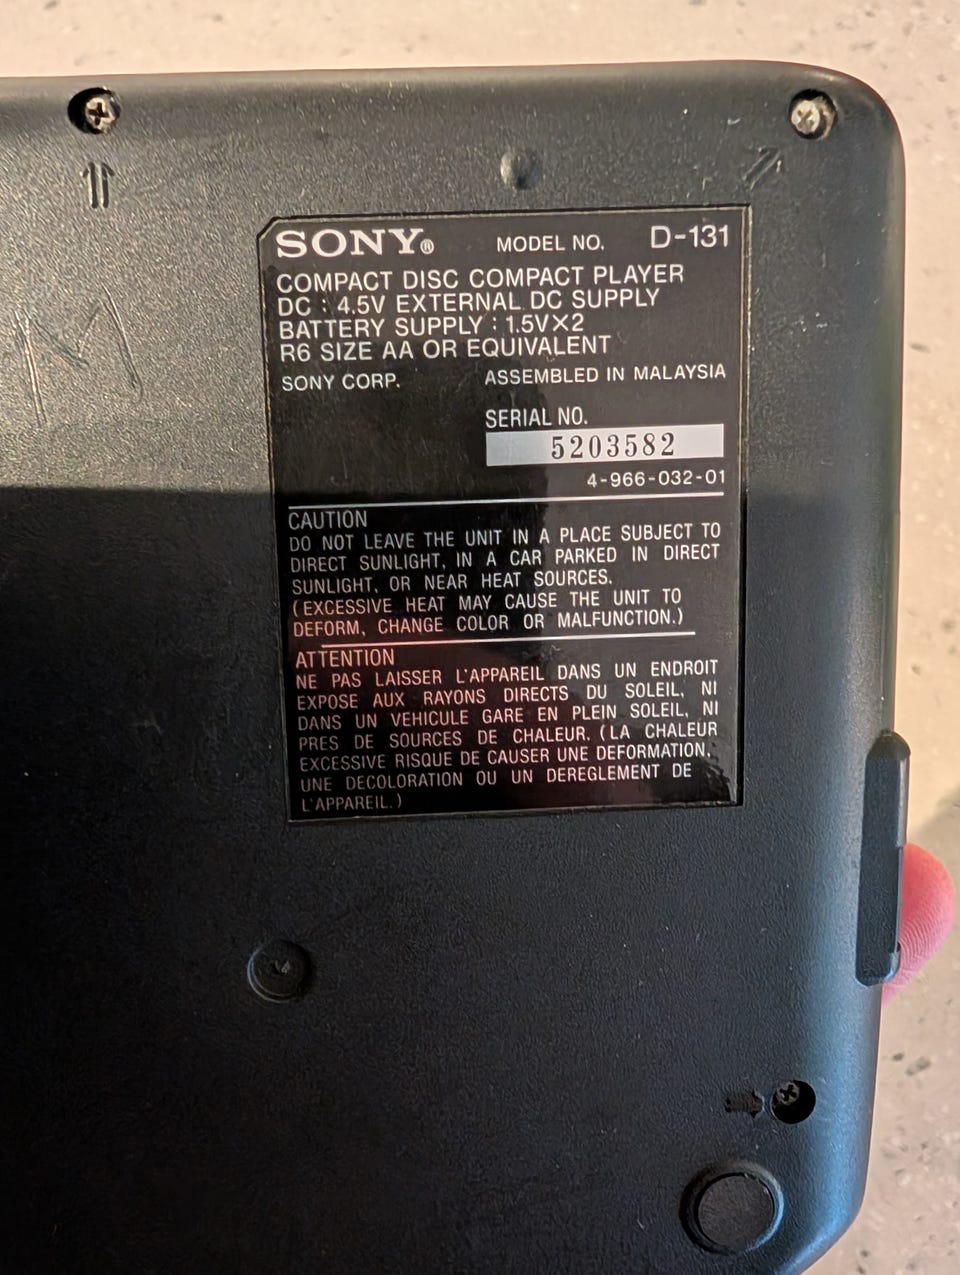 SONY® MODEL NO. D-131
COMPACT DISC COMPACT PLAYER
DC : 4.5V EXTERNAL DC SUPPLY
BATTERY SUPPLY : 1.5V×2
R6 SIZE AA OR EQUIVALENT
SONY CORP. ASSEMBLED IN MALAYSIA
SERIAL NO.
5203582
4-966-032-01
CAUTION
DO NOT LEAVE THE UNIT IN A PLACE SUBJECT TO
DIRECT SUNLIGHT, IN A CAR PARKED IN DIRECT
SUNLIGHT, OR NEAR HEAT SOURCES.
(EXCESSIVE HEAT MAY CAUSE THE UNIT TO
DEFORM, CHANGE COLOR OR MALFUNCTION.)
ATTENTION
NE PAS LAISSER L'APPAREIL DANS UN ENDROIT
EXPOSE AUX RAYONS DIRECTS DU SOLEIL, NI
DANS UN VEHICULE GARE EN PLEIN SOLEIL, NI
PRES DE SOURCES DE CHALEUR. (LA CHALEUR
EXCESSIVE RISQUE DE CAUSER UNE DEFORMATION,
UNE DECOLORATION OU UN DEREGLEMENT DE
L'APPAREIL.)